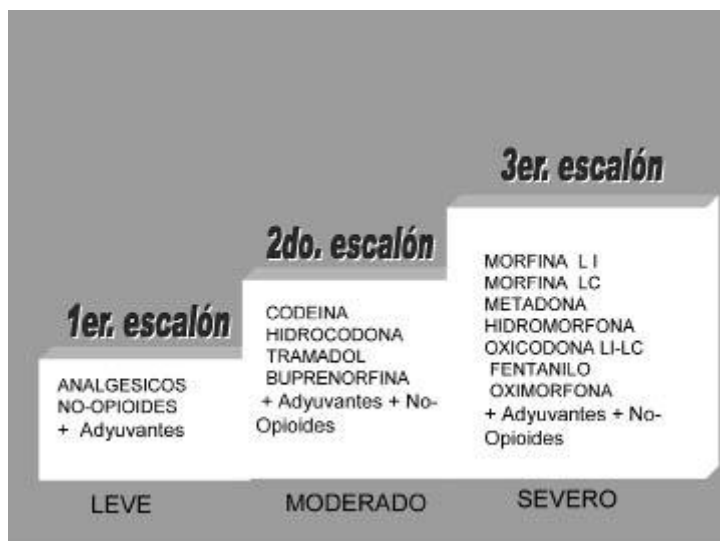 1er. escalón
ANALGESICOS
NO-OPIOIDES
+ Adyuvantes
LEVE
2do. escalón
CODEINA
HIDROCODONA
TRAMADOL
BUPRENORFINA
+ Adyuvantes + No-
Opioides
MODERADO
3er. escalón
MORFINA L I
MORFINA LC
METADONA
HIDROMORFONA
OXICODONA LI-LC
FENTANILO
OXIMORFONA
+ Adyuvantes + No-
Opioides
SEVERO